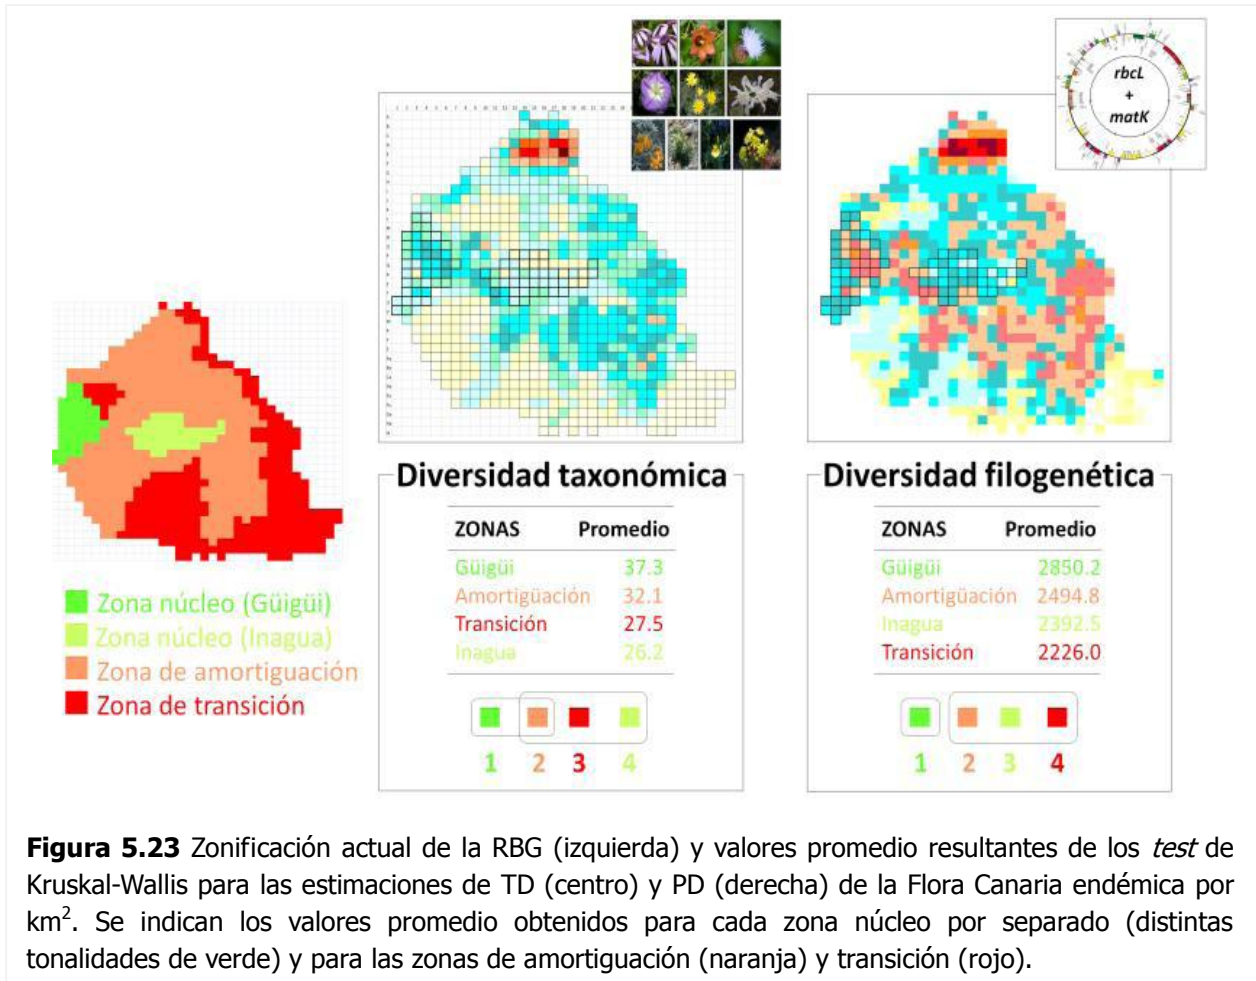 rbcL
+
matK
Zona núcleo (Güigüi)
Zona núcleo (Inagua)
Zona de amortiguación
Zona de transición
Diversidad taxonómica
ZONAS Promedio
Güigüi 37.3
Amortigüación 32.1
Transición 27.5
Inagua 26.2
1 2 3 4
Diversidad filogenética
ZONAS Promedio
Güigüi 2850.2
Amortigüación 2494.8
Inagua 2392.5
Transición 2226.0
1 2 3 4
Figura 5.23 Zonificación actual de la RBG (izquierda) y valores promedio resultantes de los test de
Kruskal-Wallis para las estimaciones de TD (centro) y PD (derecha) de la Flora Canaria endémica por
km². Se indican los valores promedio obtenidos para cada zona núcleo por separado (distintas
tonalidades de verde) y para las zonas de amortiguación (naranja) y transición (rojo).